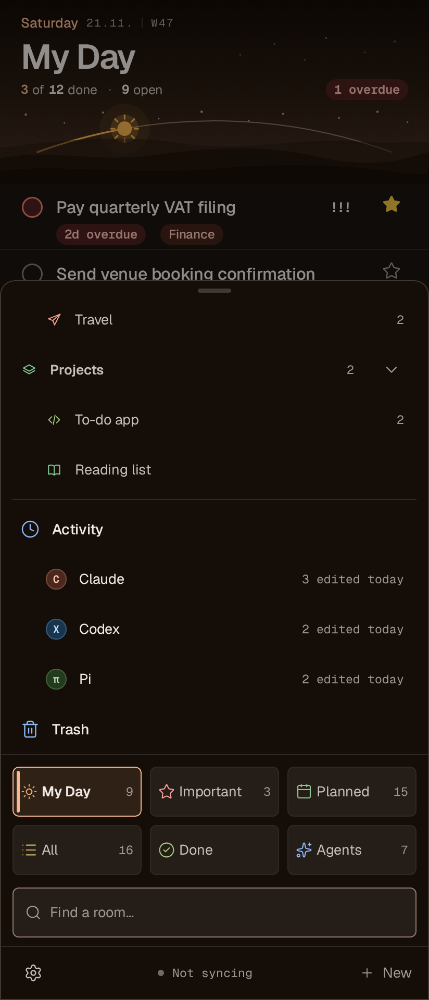 Saturday 21.11. | W47
My Day
3 of 12 done · 9 open
1 overdue
Pay quarterly VAT filing !!!
2d overdue Finance
Send venue booking confirmation
Travel 2
Projects 2
To-do app 2
Reading list
Activity
C Claude 3 edited today
X Codex 2 edited today
π Pi 2 edited today
Trash
My Day 9 Important 3 Planned 15
All 16 Done Agents 7
Find a room…
Not syncing + New